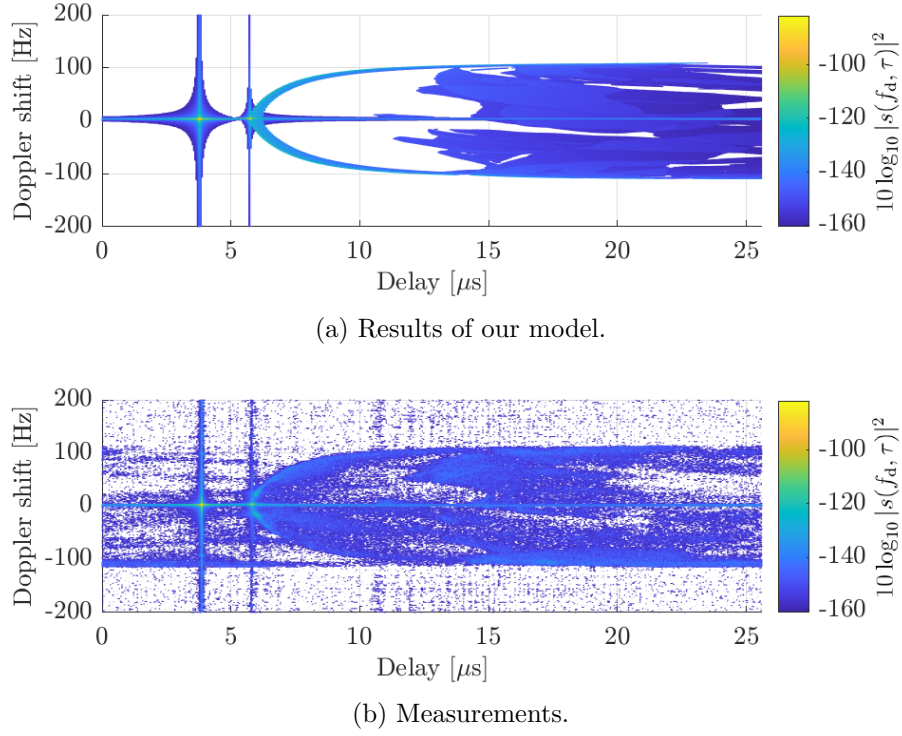 200
100
0
-100
-200
Doppler shift [Hz]
0 5 10 15 20 25
Delay [μs]
-100
-120
-140
-160
10 log₁₀ |s(f_d, τ)|²
(a) Results of our model.
200
100
0
-100
-200
Doppler shift [Hz]
0 5 10 15 20 25
Delay [μs]
-100
-120
-140
-160
10 log₁₀ |s(f_d, τ)|²
(b) Measurements.